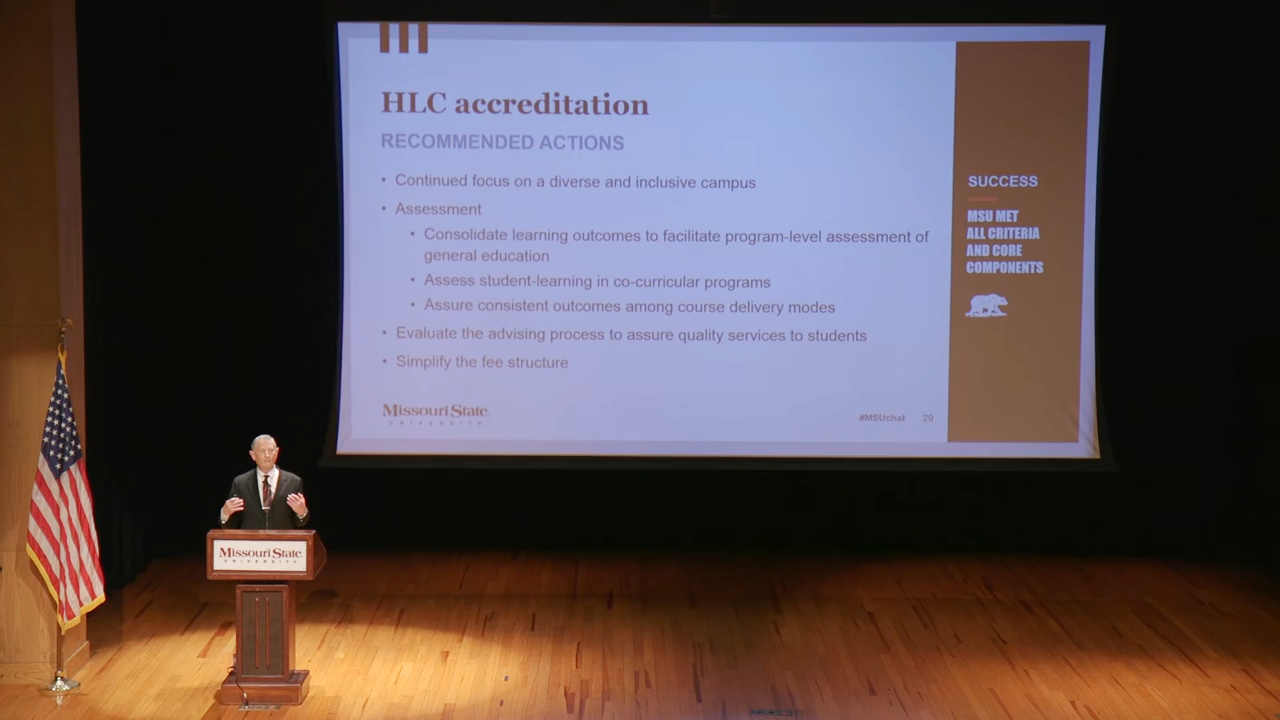 HLC accreditation
RECOMMENDED ACTIONS
• Continued focus on a diverse and inclusive campus
• Assessment
• Consolidate learning outcomes to facilitate program-level assessment of
general education
• Assess student-learning in co-curricular programs
• Assure consistent outcomes among course delivery modes
• Evaluate the advising process to assure quality services to students
• Simplify the fee structure
Missouri State
UNIVERSITY
#MSUchat 29
SUCCESS
MSU MET
ALL CRITERIA
AND CORE
COMPONENTS
Missouri State
UNIVERSITY